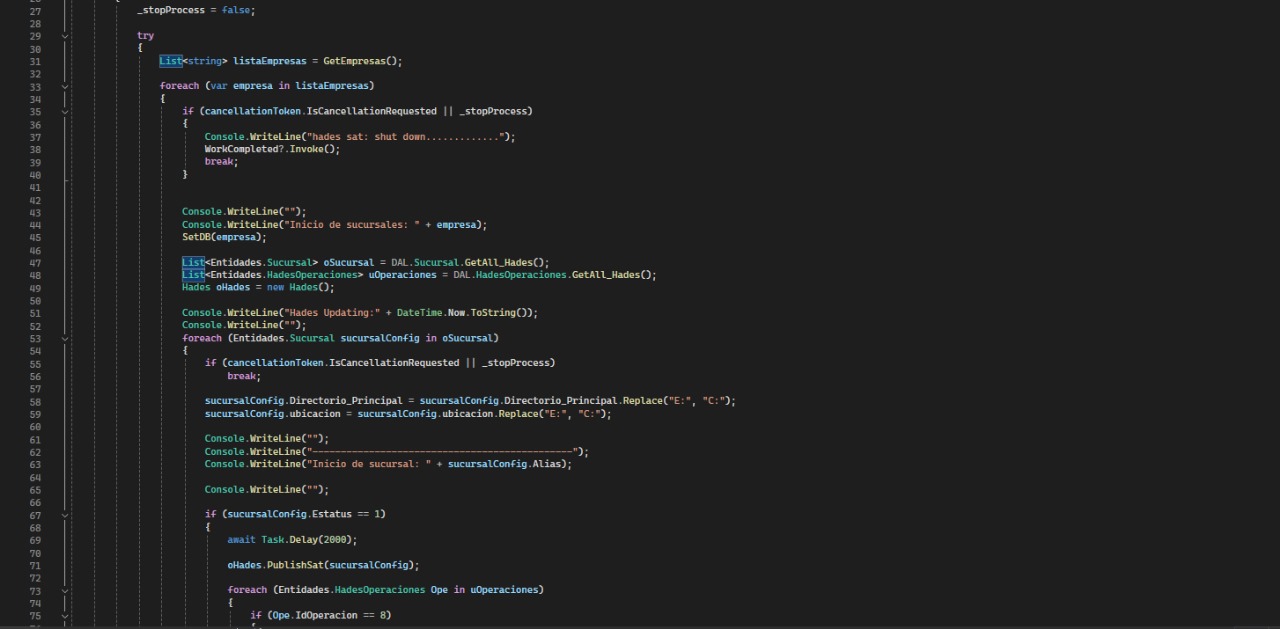 27 _stopProcess = false;
28
29 try
30 {
31 List<string> listaEmpresas = GetEmpresas();
32
33 foreach (var empresa in listaEmpresas)
34 {
35 if (cancellationToken.IsCancellationRequested || _stopProcess)
36 {
37 Console.WriteLine("hades sat: shut down.............");
38 WorkCompleted?.Invoke();
39 break;
40 }
41
42
43 Console.WriteLine("");
44 Console.WriteLine("Inicio de sucursales: " + empresa);
45 SetDB(empresa);
46
47 List<Entidades.Sucursal> oSucursal = DAL.Sucursal.GetAll_Hades();
48 List<Entidades.HadesOperaciones> uOperaciones = DAL.HadesOperaciones.GetAll_Hades();
49 Hades oHades = new Hades();
50
51 Console.WriteLine("Hades Updating:" + DateTime.Now.ToString());
52 Console.WriteLine("");
53 foreach (Entidades.Sucursal sucursalConfig in oSucursal)
54 {
55 if (cancellationToken.IsCancellationRequested || _stopProcess)
56 break;
57
58 sucursalConfig.Directorio_Principal = sucursalConfig.Directorio_Principal.Replace("E:", "C:");
59 sucursalConfig.ubicacion = sucursalConfig.ubicacion.Replace("E:", "C:");
60
61 Console.WriteLine("");
62 Console.WriteLine("----------------------------------------------");
63 Console.WriteLine("Inicio de sucursal: " + sucursalConfig.Alias);
64
65 Console.WriteLine("");
66
67 if (sucursalConfig.Estatus == 1)
68 {
69 await Task.Delay(2000);
70
71 oHades.PublishSat(sucursalConfig);
72
73 foreach (Entidades.HadesOperaciones Ope in uOperaciones)
74 {
75 if (Ope.IdOperacion == 8)